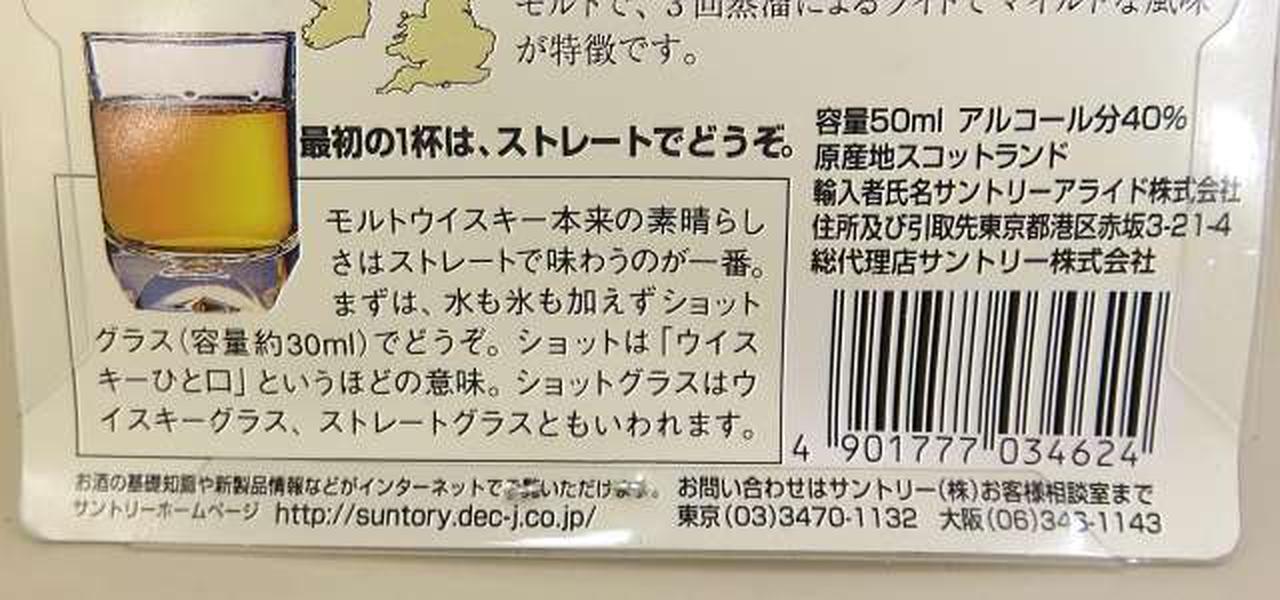 モルトで、3回蒸溜によるライトでマイルドな風味
が特徴です。
最初の1杯は、ストレートでどうぞ。
モルトウイスキー本来の素晴らし
さはストレートで味わうのが一番。
まずは、水も氷も加えずショット
グラス(容量約30ml)でどうぞ。ショットは「ウイス
キーひと口」というほどの意味。ショットグラスはウ
イスキーグラス、ストレートグラスともいわれます。
容量50ml アルコール分40%
原産地スコットランド
輸入者氏名サントリーアライド株式会社
住所及び引取先東京都港区赤坂3-21-4
総代理店サントリー株式会社
4 901777 034624
お酒の基礎知識や新製品情報などがインターネットでご覧いただけます。
サントリーホームページ http://suntory.dec-j.co.jp/
お問い合わせはサントリー(株)お客様相談室まで
東京(03)3470-1132 大阪(06)